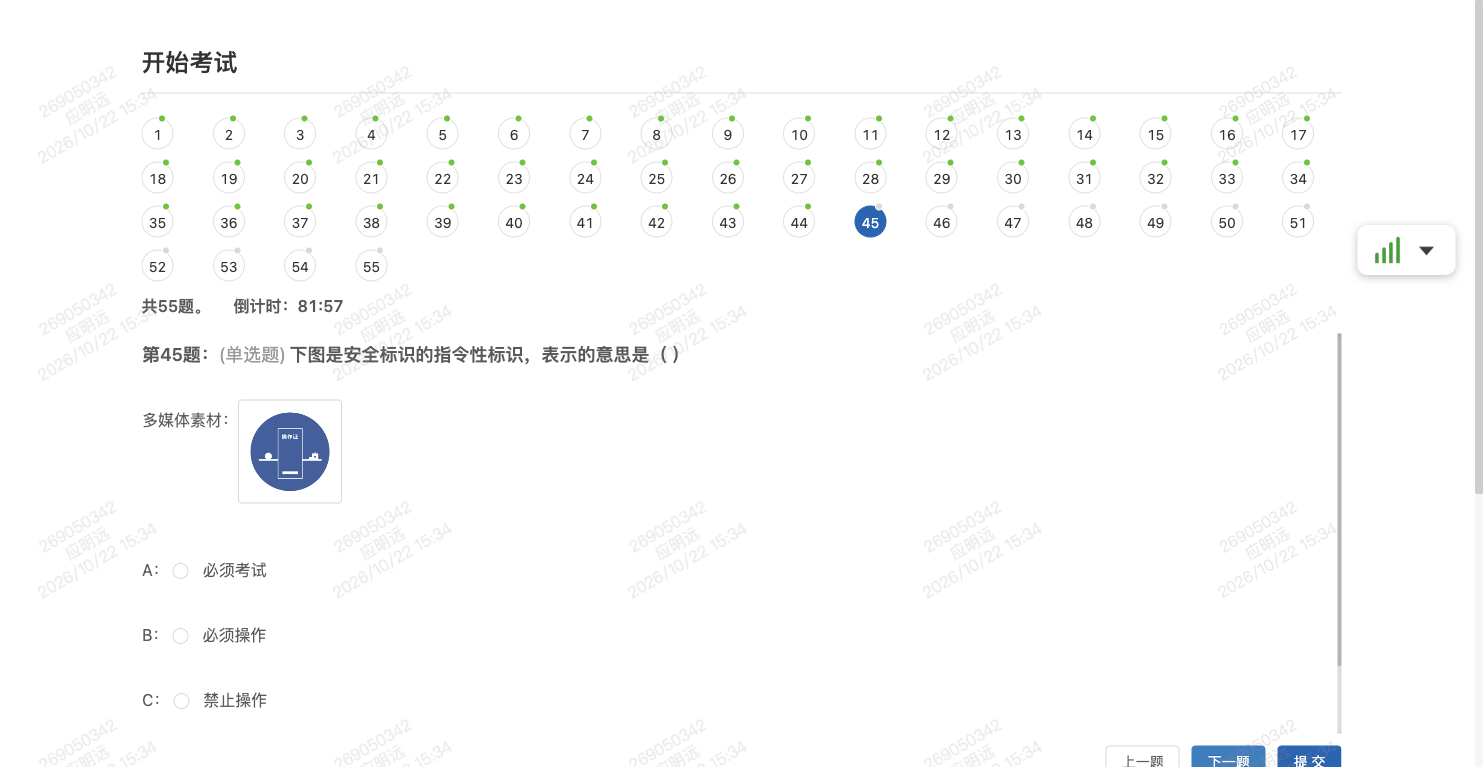 开始考试
1 2 3 4 5 6 7 8 9 10 11 12 13 14 15 16 17
18 19 20 21 22 23 24 25 26 27 28 29 30 31 32 33 34
35 36 37 38 39 40 41 42 43 44 45 46 47 48 49 50 51
52 53 54 55
共55题。 倒计时：81:57
第45题：(单选题) 下图是安全标识的指令性标识，表示的意思是（ ）
多媒体素材：
操作证
A： 必须考试
B： 必须操作
C： 禁止操作
上一题 下一题 提 交
269050342
应明远
2026/10/22 15:34